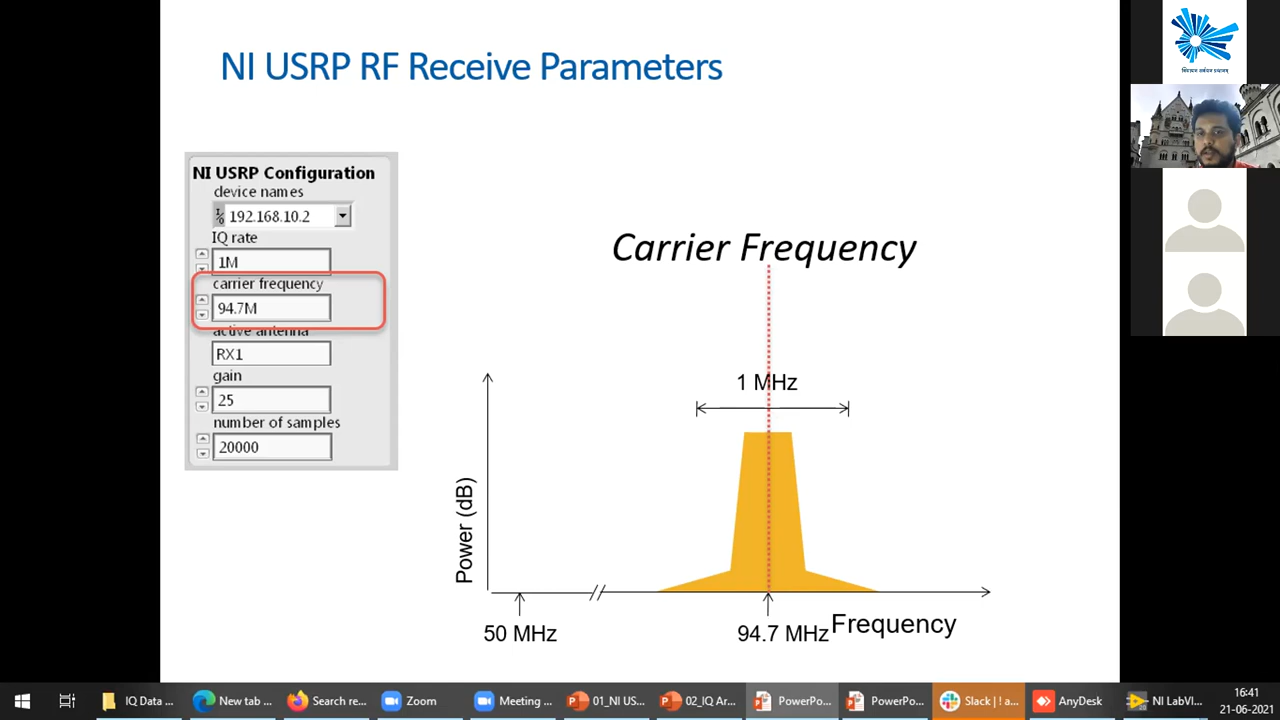 NI USRP RF Receive Parameters
NI USRP Configuration
device names
192.168.10.2
IQ rate
1M
carrier frequency
94.7M
active antenna
RX1
gain
25
number of samples
20000
Carrier Frequency
1 MHz
Power (dB)
50 MHz
94.7 MHz
Frequency
IQ Data ...
New tab ...
Search re...
Zoom
Meeting ...
01_NI US...
02_IQ Ar...
PowerPo...
PowerPo...
Slack | ! a...
AnyDesk
NI LabVI...
16:41
21-06-2021